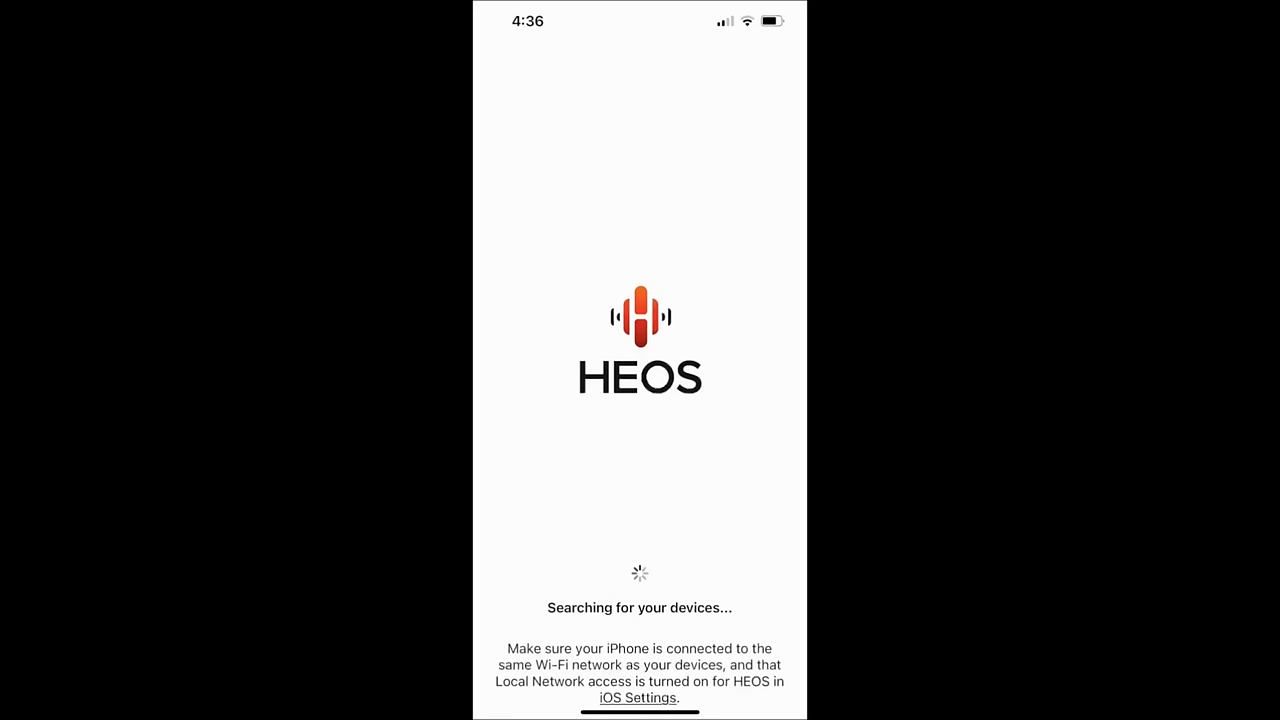 4:36
HEOS
Searching for your devices...
Make sure your iPhone is connected to the
same Wi-Fi network as your devices, and that
Local Network access is turned on for HEOS in
iOS Settings.